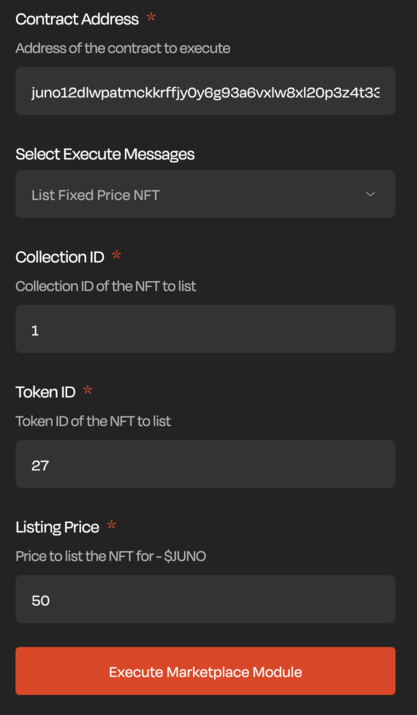 Contract Address *
Address of the contract to execute
juno12dlwpatmckkrffjy0y6g93a6vxlw8xl20p3z4t33
Select Execute Messages
List Fixed Price NFT
Collection ID *
Collection ID of the NFT to list
1
Token ID *
Token ID of the NFT to list
27
Listing Price *
Price to list the NFT for - $JUNO
50
Execute Marketplace Module